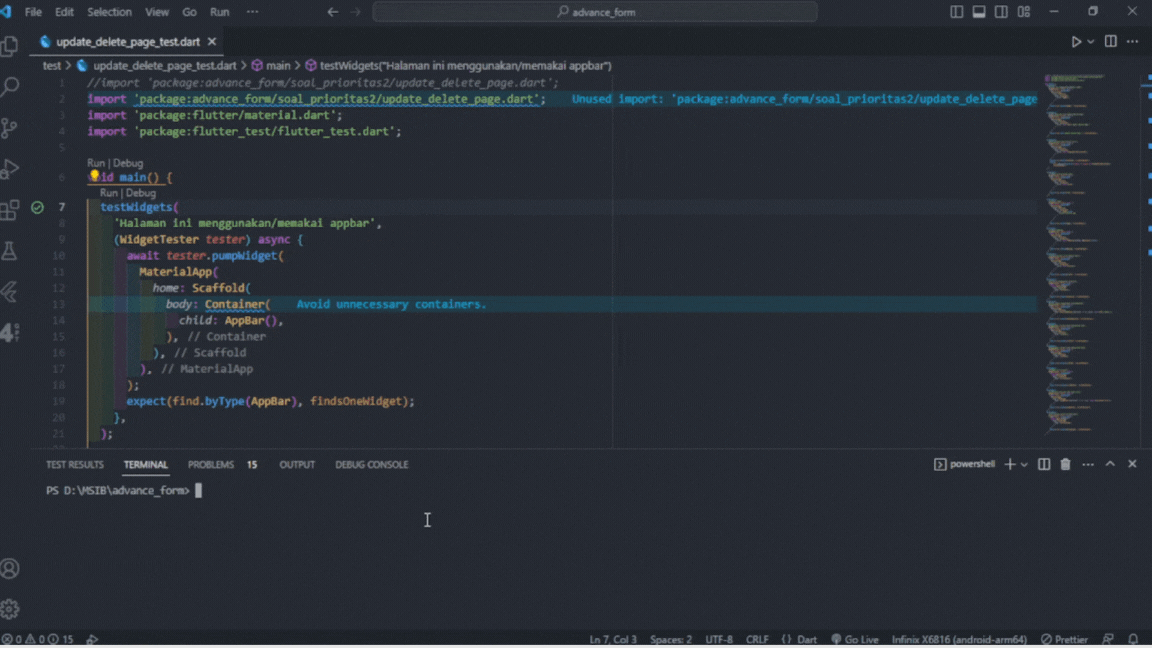 File Edit Selection View Go Run ··· ← → advance_form
update_delete_page_test.dart ×
test > update_delete_page_test.dart > main > testWidgets("Halaman ini menggunakan/memakai appbar")
1 //import 'package:advance_form/soal_prioritas2/update_delete_page.dart';
2 import 'package:advance_form/soal_prioritas2/update_delete_page.dart'; Unused import: 'package:advance_form/soal_prioritas2/update_delete_page
3 import 'package:flutter/material.dart';
4 import 'package:flutter_test/flutter_test.dart';
5
Run | Debug
6 void main() {
Run | Debug
7 testWidgets(
8 'Halaman ini menggunakan/memakai appbar',
9 (WidgetTester tester) async {
10 await tester.pumpWidget(
11 MaterialApp(
12 home: Scaffold(
13 body: Container( Avoid unnecessary containers.
14 child: AppBar(),
15 ), // Container
16 ), // Scaffold
17 ), // MaterialApp
18 );
19 expect(find.byType(AppBar), findsOneWidget);
20 },
21 );
TEST RESULTS TERMINAL PROBLEMS 15 OUTPUT DEBUG CONSOLE powershell
PS D:\MSIB\advance_form>
0 0 15 Ln 7, Col 3 Spaces: 2 UTF-8 CRLF {} Dart Go Live Infinix X6816 (android-arm64) Prettier